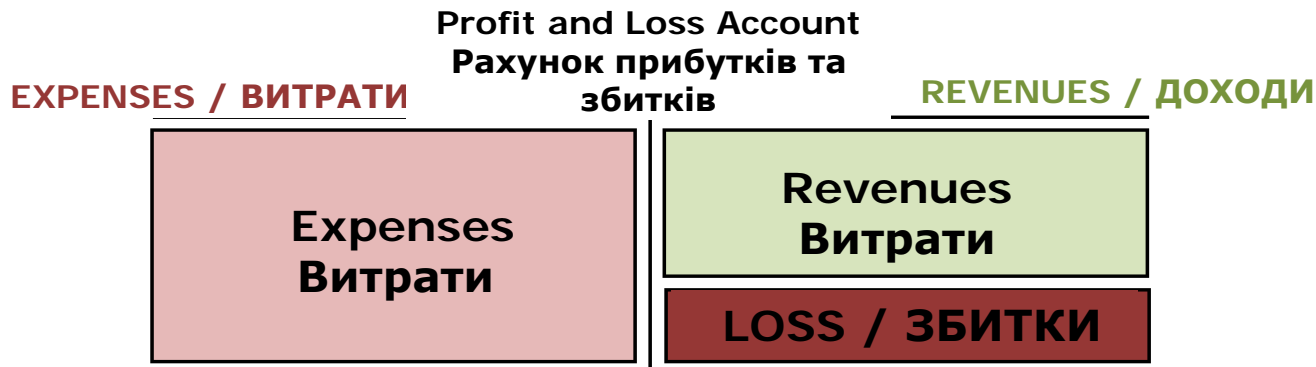 Profit and Loss Account
Рахунок прибутків та
збитків
EXPENSES / ВИТРАТИ
REVENUES / ДОХОДИ
Expenses
Витрати
Revenues
Витрати
LOSS / ЗБИТКИ